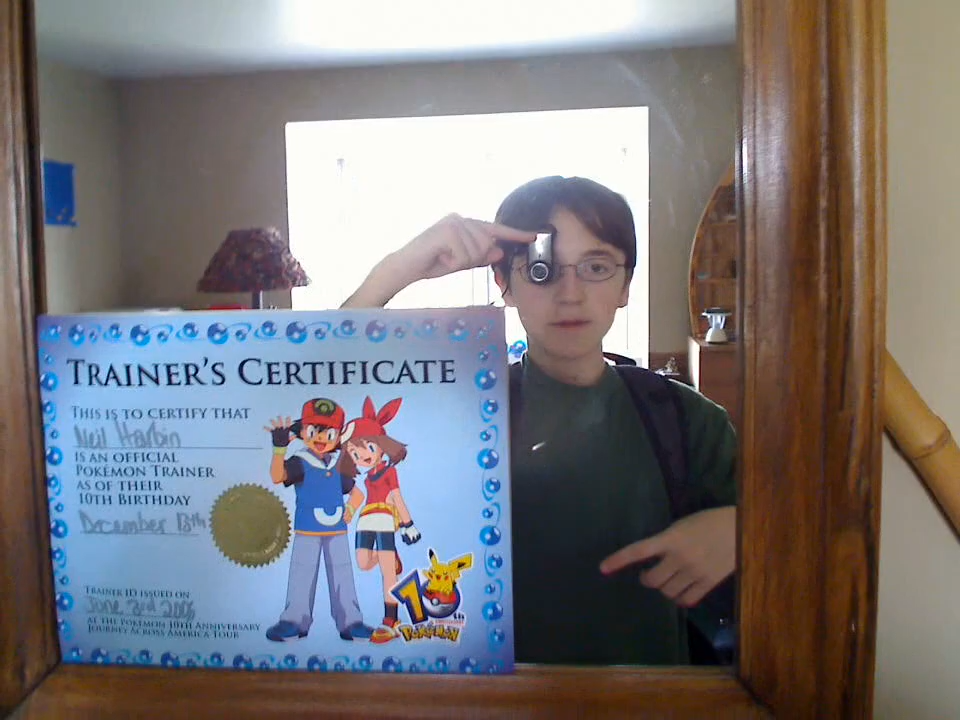 TRAINER'S CERTIFICATE
THIS IS TO CERTIFY THAT
Neil Harbin
IS AN OFFICIAL
POKÉMON TRAINER
AS OF THEIR
10TH BIRTHDAY
December 13th
TRAINER ID ISSUED ON
June 3rd 2006
AT THE POKÉMON 10TH ANNIVERSARY
JOURNEY ACROSS AMERICA TOUR
10th
POKéMON